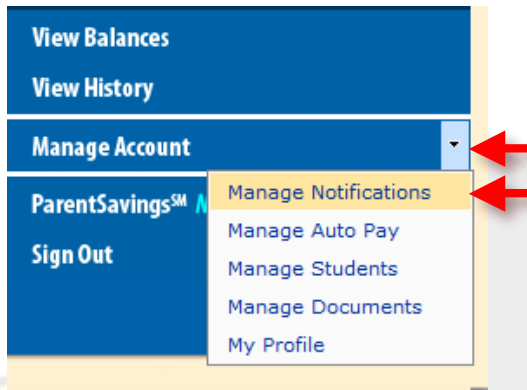 View Balances
View History
Manage Account
ParentSavings℠
Sign Out
Manage Notifications
Manage Auto Pay
Manage Students
Manage Documents
My Profile